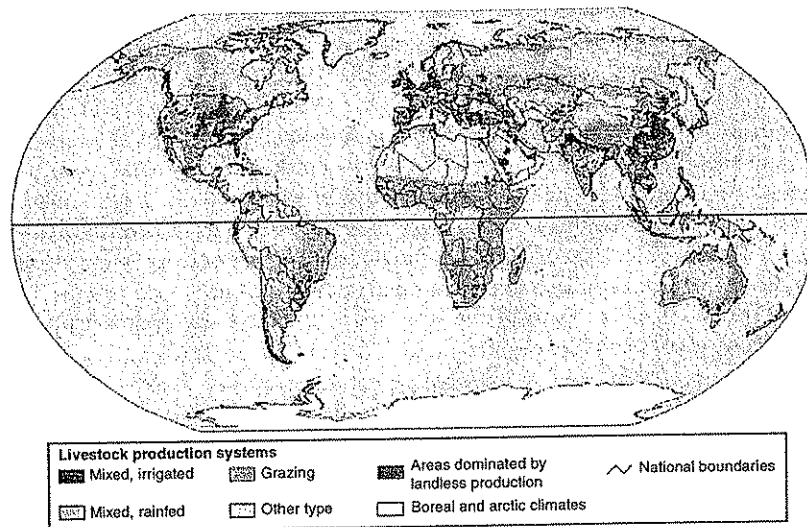 Livestock production systems
Mixed, irrigated
Grazing
Areas dominated by
landless production
National boundaries
Mixed, rainfed
Other type
Boreal and arctic climates